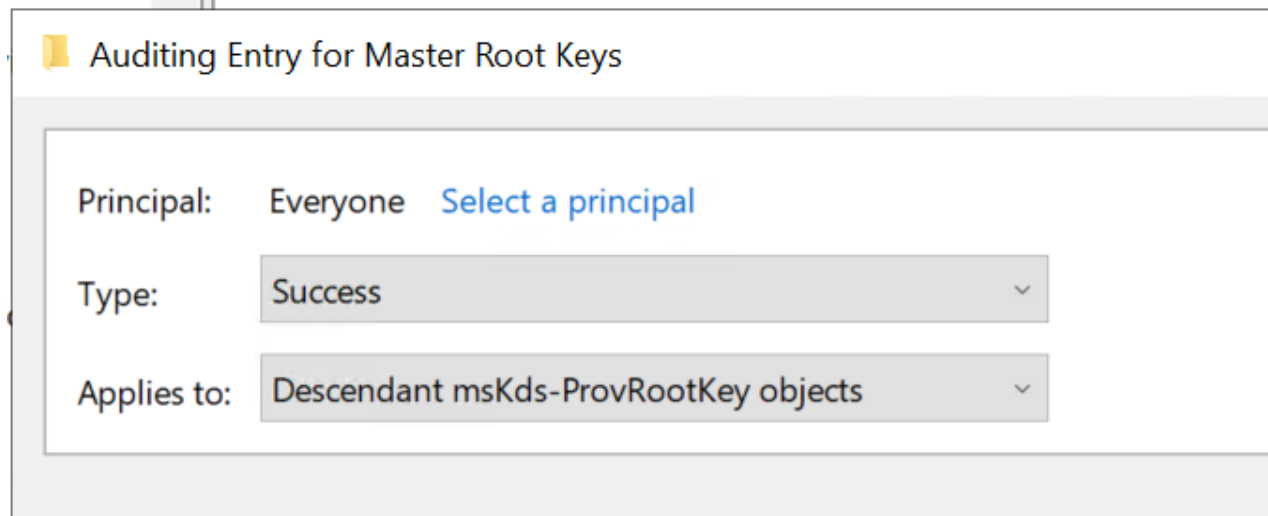 Auditing Entry for Master Root Keys
Principal: Everyone Select a principal
Type: Success
Applies to: Descendant msKds-ProvRootKey objects